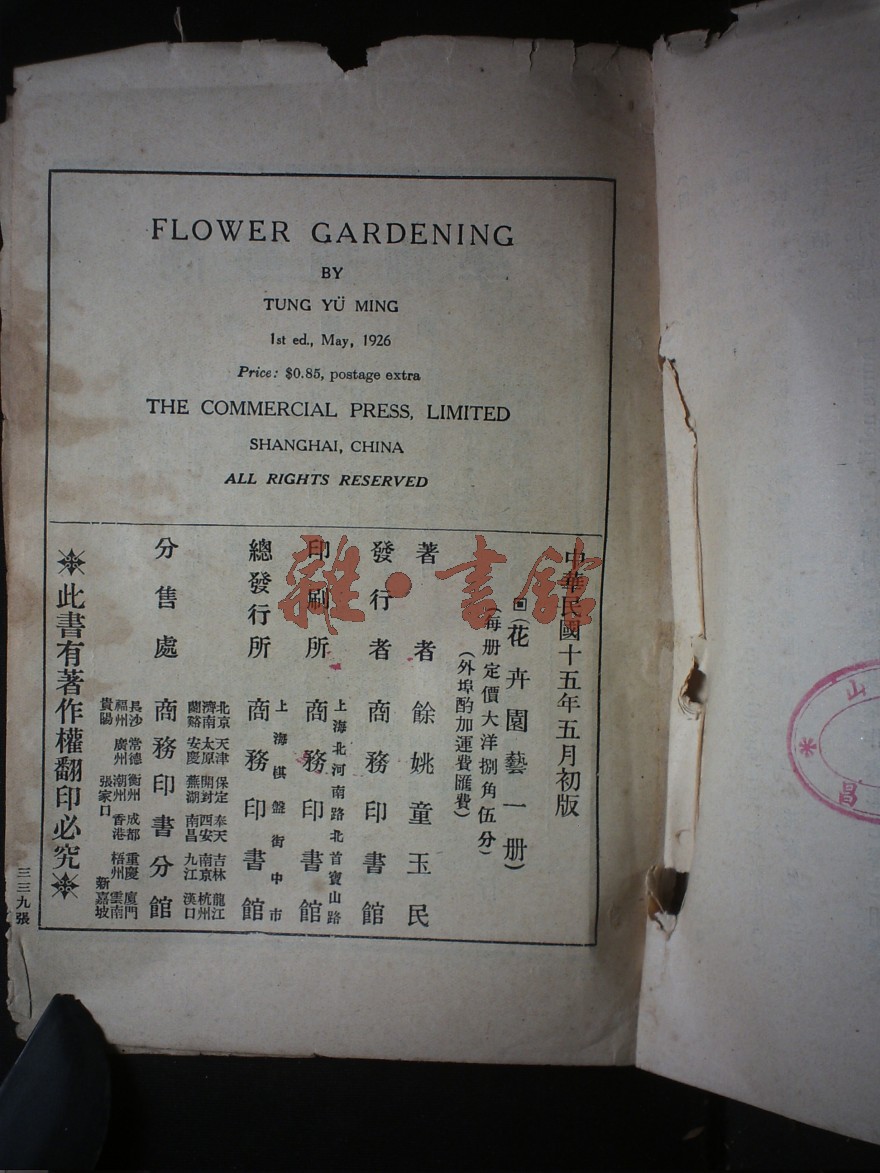 FLOWER GARDENING
BY
TUNG YÜ MING
1st ed., May, 1926
Price: $0.85, postage extra
THE COMMERCIAL PRESS, LIMITED
SHANGHAI, CHINA
ALL RIGHTS RESERVED
中華民國十五年五月初版
(花卉園藝一册)
(每册定價大洋捌角伍分)
(外埠酌加運費匯費)
著者 餘姚童玉民
發行者 商務印書館
印刷所 上海北河南路北首寶山路 商務印書館
總發行所 上海棋盤街中市 商務印書館
分售處 商務印書分館
北京 天津 保定 奉天 吉林 龍江
濟南 太原 開封 西安 南京 杭州
蘭谿 安慶 蕪湖 南昌 九江 漢口
長沙 常德 衡州 成都 重慶 廈門
福州 廣州 潮州 香港 梧州 雲南
貴陽 張家口 新嘉坡
此書有著作權翻印必究
三三九張
雜·書館
山
昌